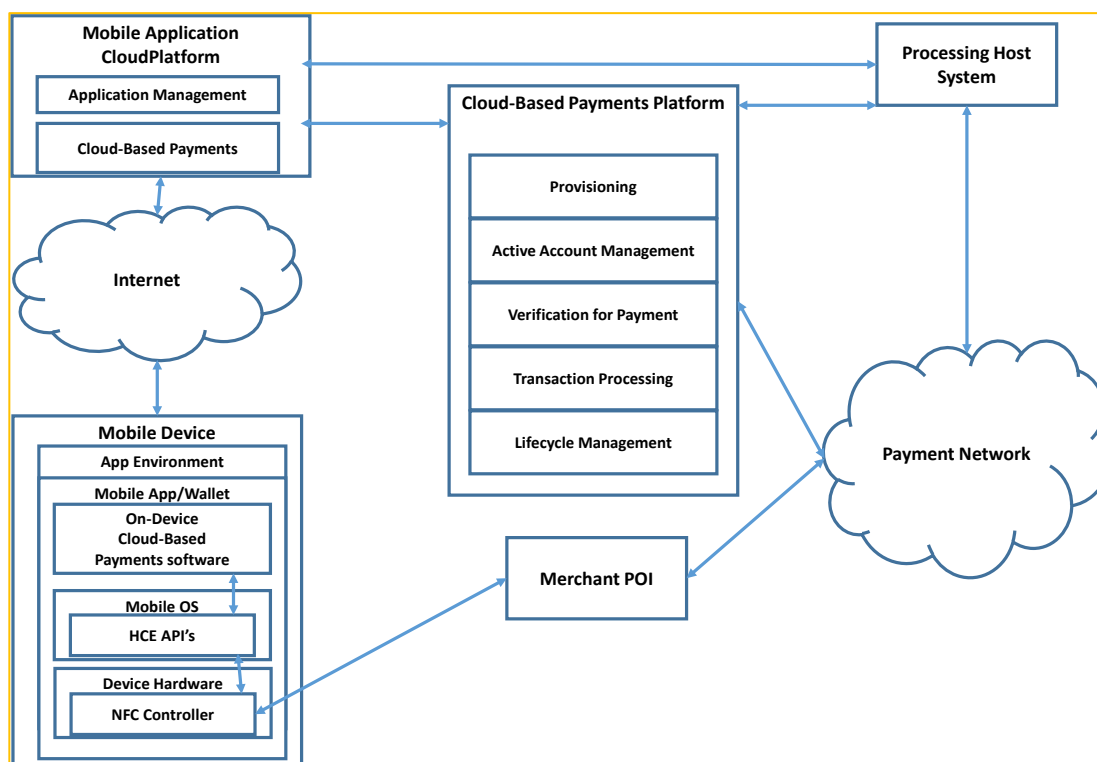 Mobile Application
CloudPlatform
Application Management
Cloud-Based Payments
Processing Host
System
Cloud-Based Payments Platform
Provisioning
Active Account Management
Verification for Payment
Transaction Processing
Lifecycle Management
Internet
Payment Network
Mobile Device
App Environment
Mobile App/Wallet
On-Device
Cloud-Based
Payments software
Mobile OS
HCE API's
Device Hardware
NFC Controller
Merchant POI